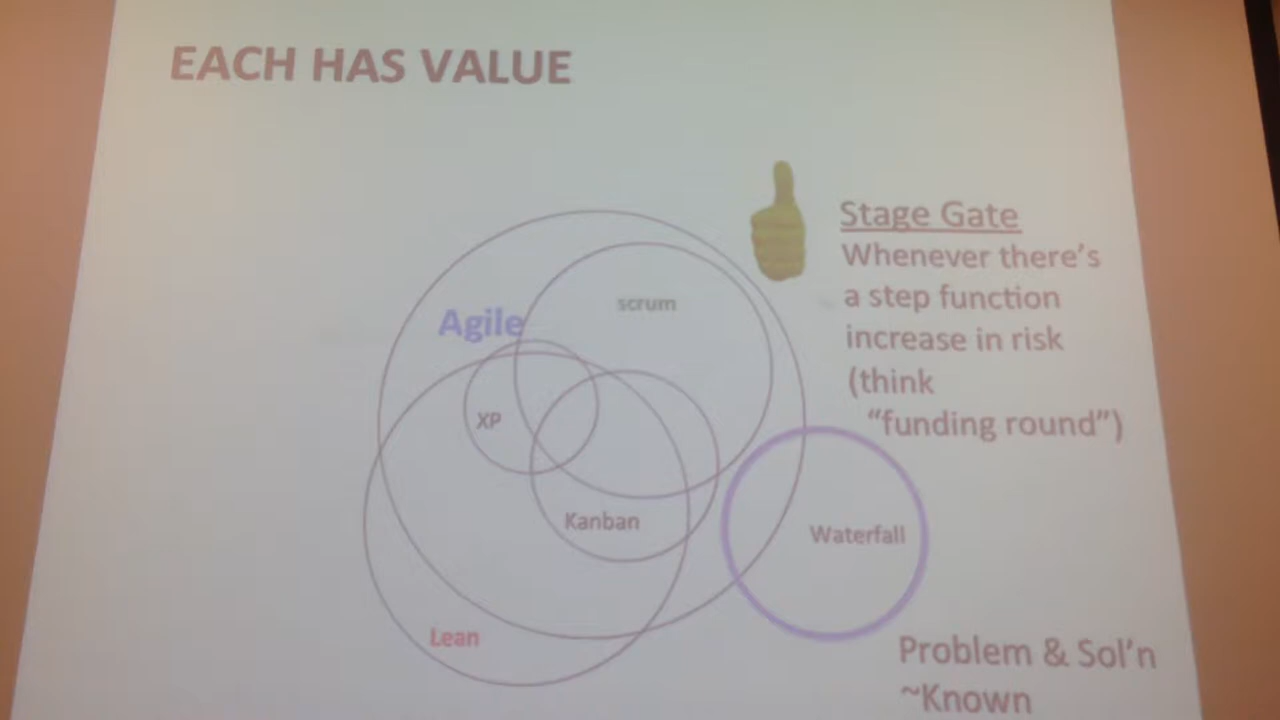 EACH HAS VALUE
Stage Gate
Whenever there's
a step function
increase in risk
(think
"funding round")
scrum
Agile
XP
Kanban
Waterfall
Lean
Problem & Sol'n
~Known